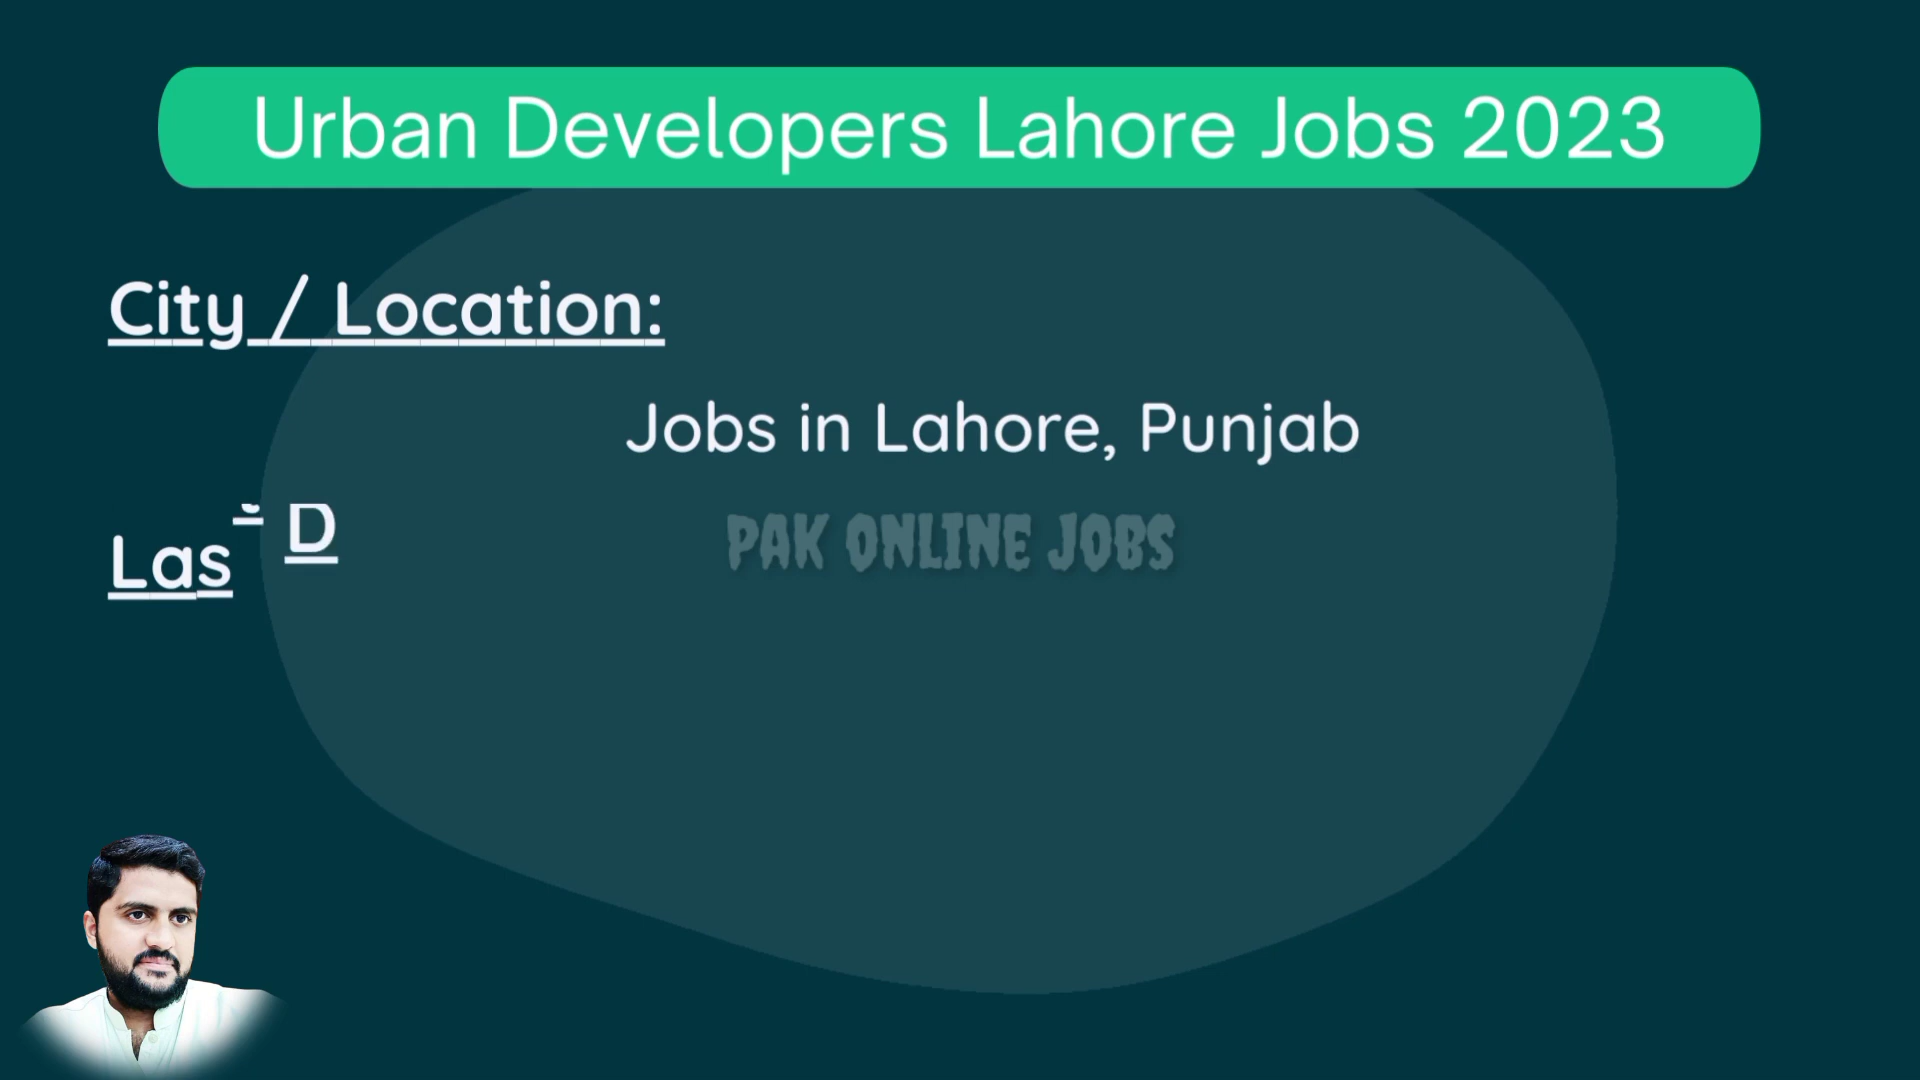 Urban Developers Lahore Jobs 2023
City / Location:
Jobs in Lahore, Punjab
PAK ONLINE JOBS
Las D